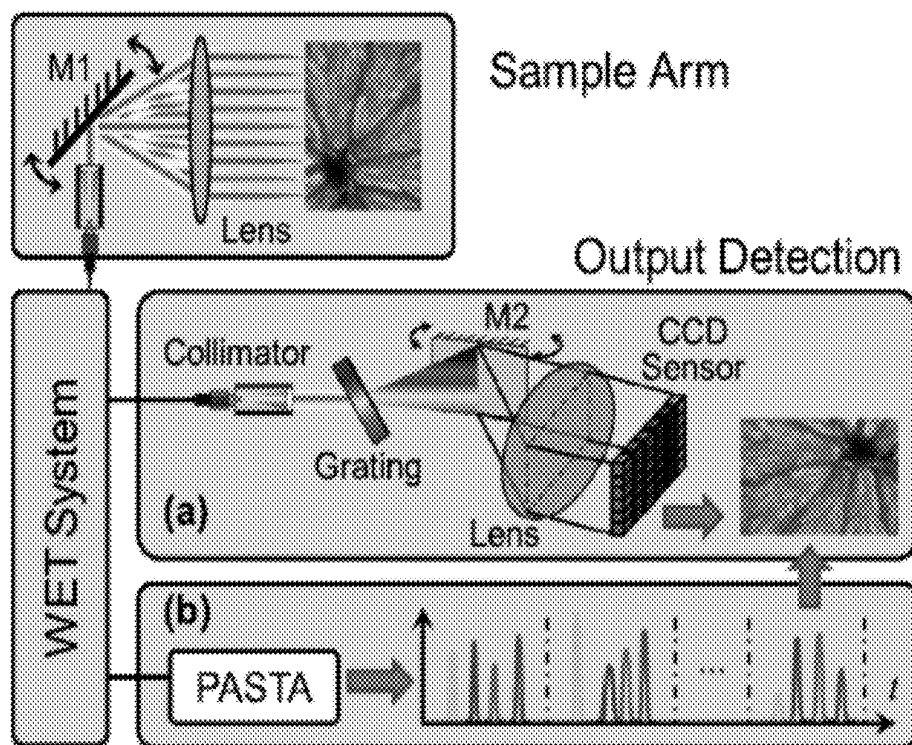 M1
Sample Arm
Lens
Output Detection
M2
Collimator
CCD
Sensor
Grating
(a)
Lens
WET System
(b)
PASTA
...
t